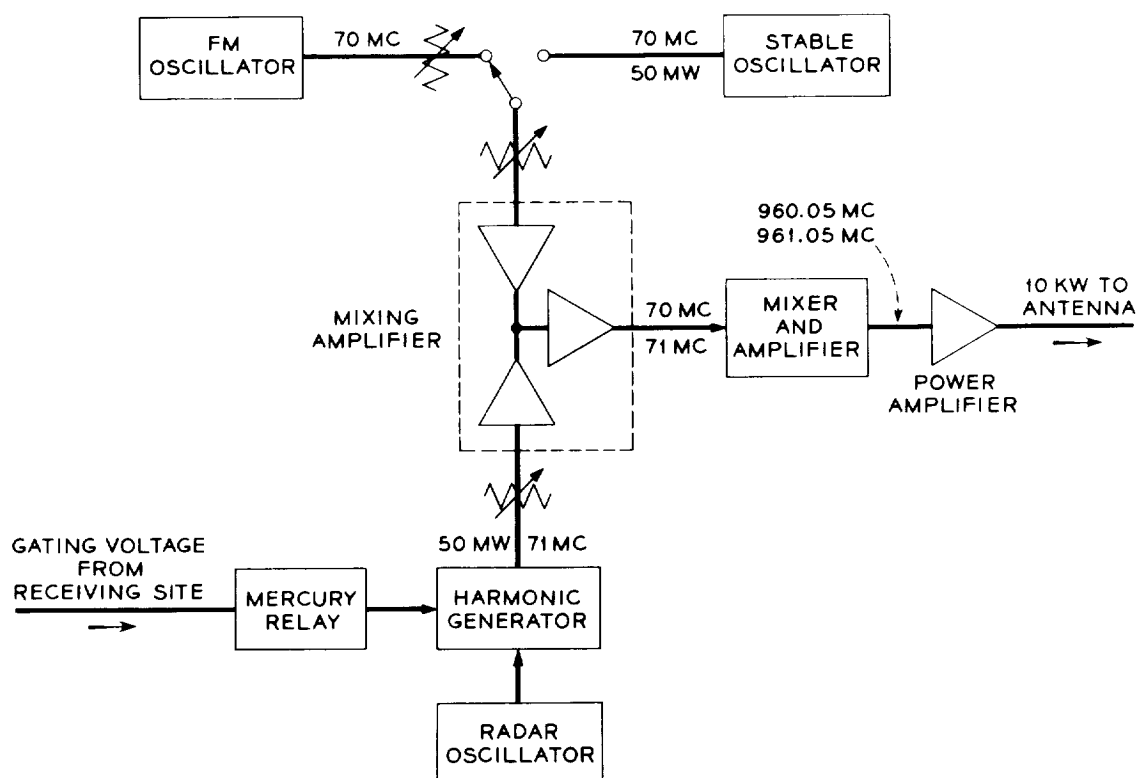 FM
OSCILLATOR
70 MC
70 MC
50 MW
STABLE
OSCILLATOR
960.05 MC
961.05 MC
MIXING
AMPLIFIER
70 MC
71 MC
MIXER
AND
AMPLIFIER
10 KW TO
ANTENNA
POWER
AMPLIFIER
50 MW
71 MC
GATING VOLTAGE
FROM
RECEIVING SITE
MERCURY
RELAY
HARMONIC
GENERATOR
RADAR
OSCILLATOR